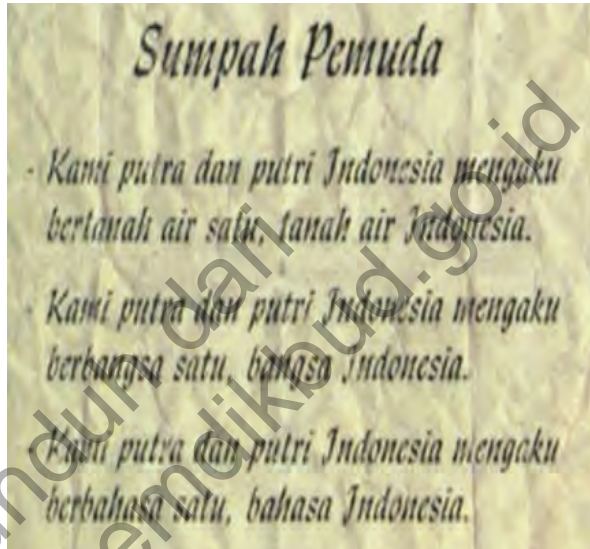 Sumpah Pemuda
- Kami putra dan putri Indonesia mengaku
bertanah air satu, tanah air Indonesia.
- Kami putra dan putri Indonesia mengaku
berbangsa satu, bangsa Indonesia.
- Kami putra dan putri Indonesia mengaku
berbahasa satu, bahasa Indonesia.